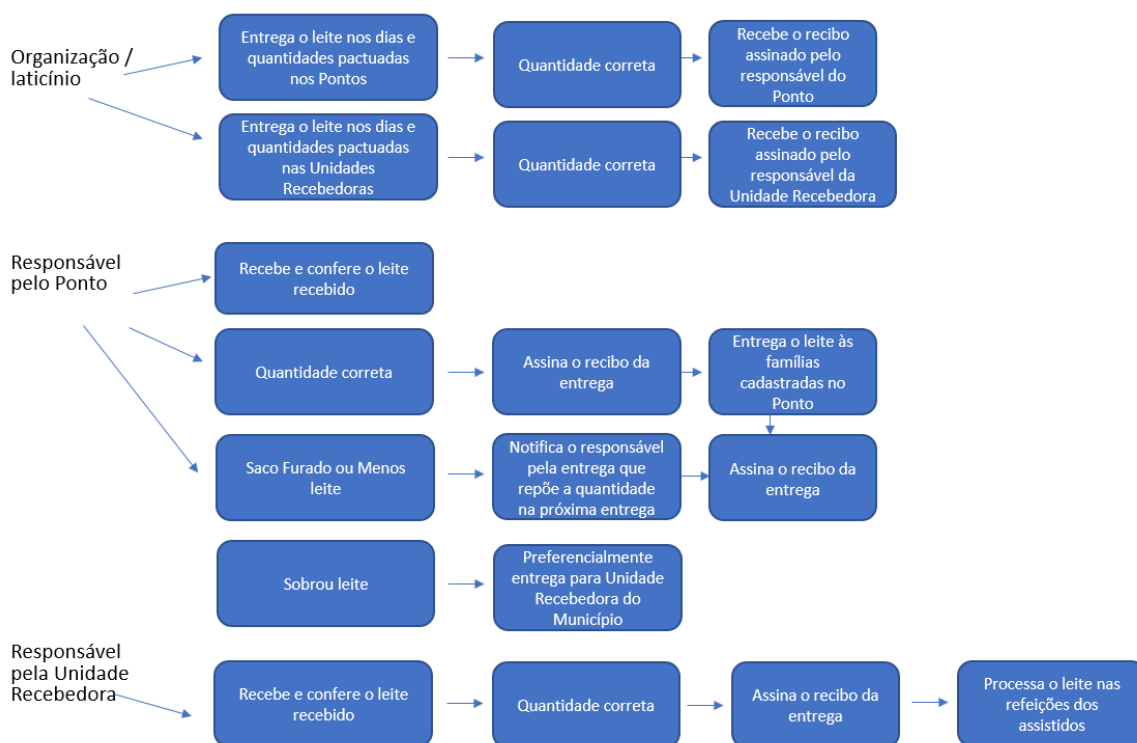 Organização /
laticínio
Entrega o leite nos dias e
quantidades pactuadas
nos Pontos
Quantidade correta
Recebe o recibo
assinado pelo
responsável do
Ponto
Entrega o leite nos dias e
quantidades pactuadas
nas Unidades
Recebedoras
Quantidade correta
Recebe o recibo
assinado pelo
responsável da
Unidade Recebedora
Responsável
pelo Ponto
Recebe e confere o leite
recebido
Quantidade correta
Assina o recibo da
entrega
Entrega o leite às
famílias
cadastradas no
Ponto
Saco Furado ou Menos
leite
Notifica o responsável
pela entrega que
repõe a quantidade
na próxima entrega
Assina o recibo da
entrega
Sobrou leite
Preferencialmente
entrega para Unidade
Recebedora do
Município
Responsável
pela Unidade
Recebedora
Recebe e confere o leite
recebido
Quantidade correta
Assina o recibo da
entrega
Processa o leite nas
refeições dos
assistidos